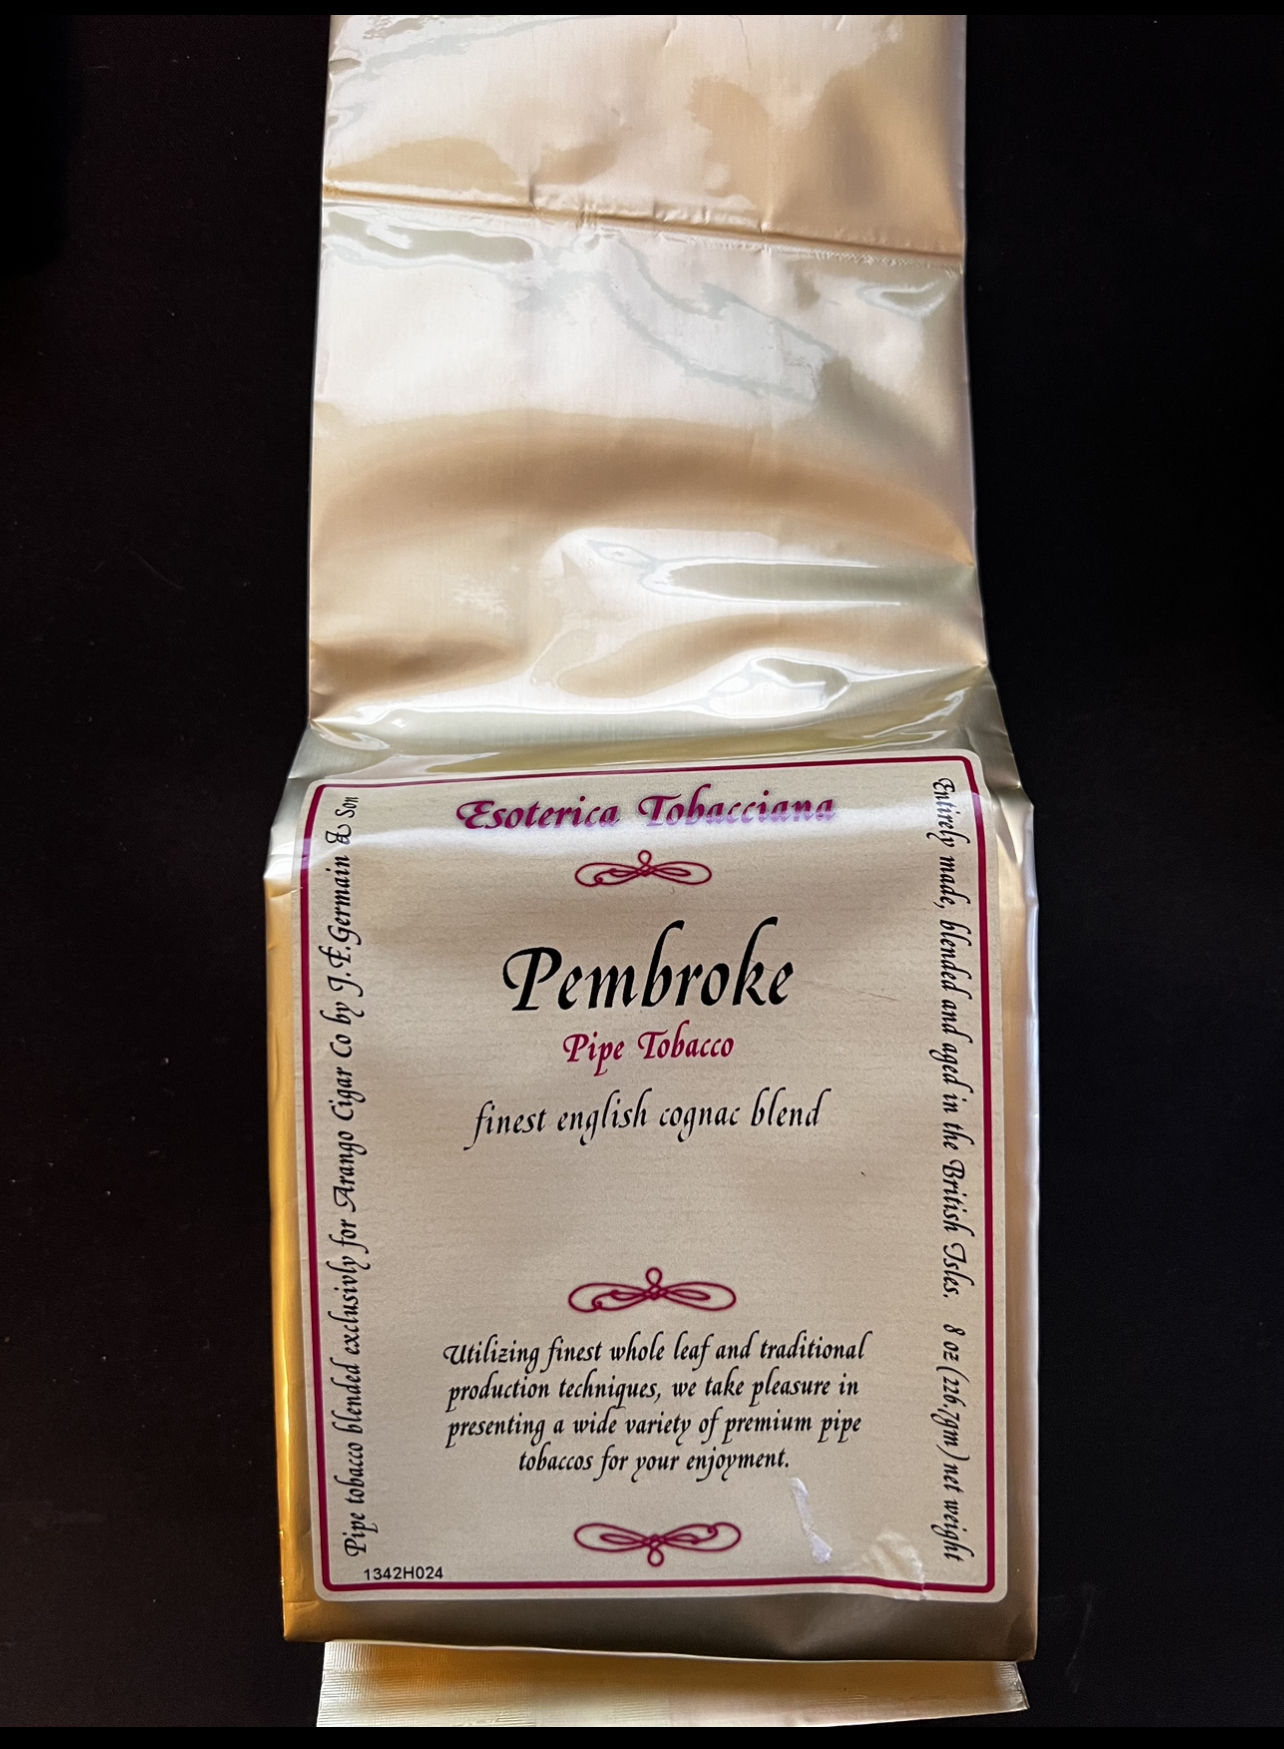 Esoterica Tobacciana
Pembroke
Pipe Tobacco
finest english cognac blend
Utilizing finest whole leaf and traditional
production techniques, we take pleasure in
presenting a wide variety of premium pipe
tobaccos for your enjoyment.
Pipe tobacco blended exclusivly for Arango Cigar Co by J.F.Germain & Son
Entirely made, blended and aged in the British Isles. 8 oz (226.7gm) net weight
1342H024